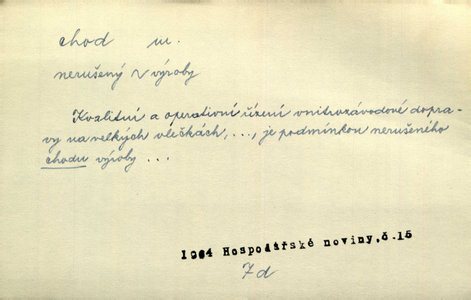 chod m.
nerušený ~ výroby
Kvalitní a operativní řízení vnitrozávodové dopra-
vy na velkých vlečkách, ..., je podmínkou nerušeného
chodu výroby ...
1964 Hospodářské noviny, č.15
7d